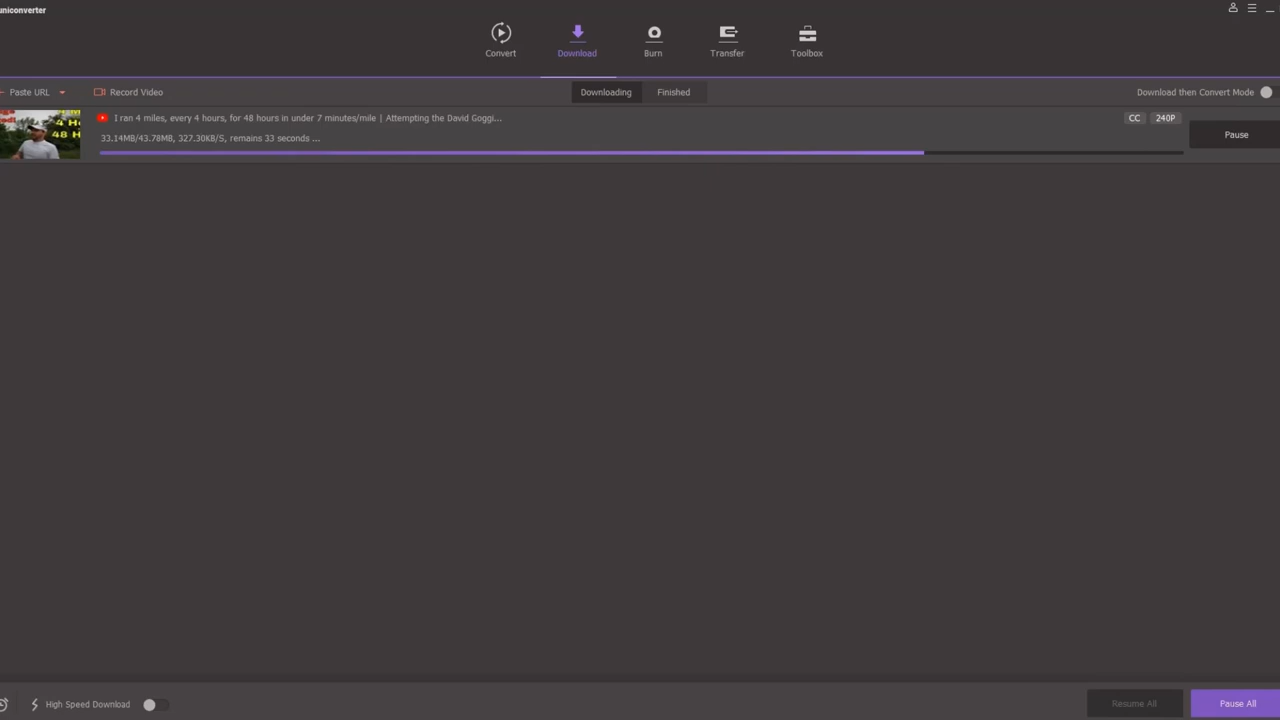 uniconverter
Convert
Download
Burn
Transfer
Toolbox
Paste URL
Record Video
Downloading
Finished
Download then Convert Mode
I ran 4 miles, every 4 hours, for 48 hours in under 7 minutes/mile | Attempting the David Goggi...
CC
240P
33.14MB/43.78MB, 327.30KB/S, remains 33 seconds ...
Pause
4 H
48 H
High Speed Download
Resume All
Pause All